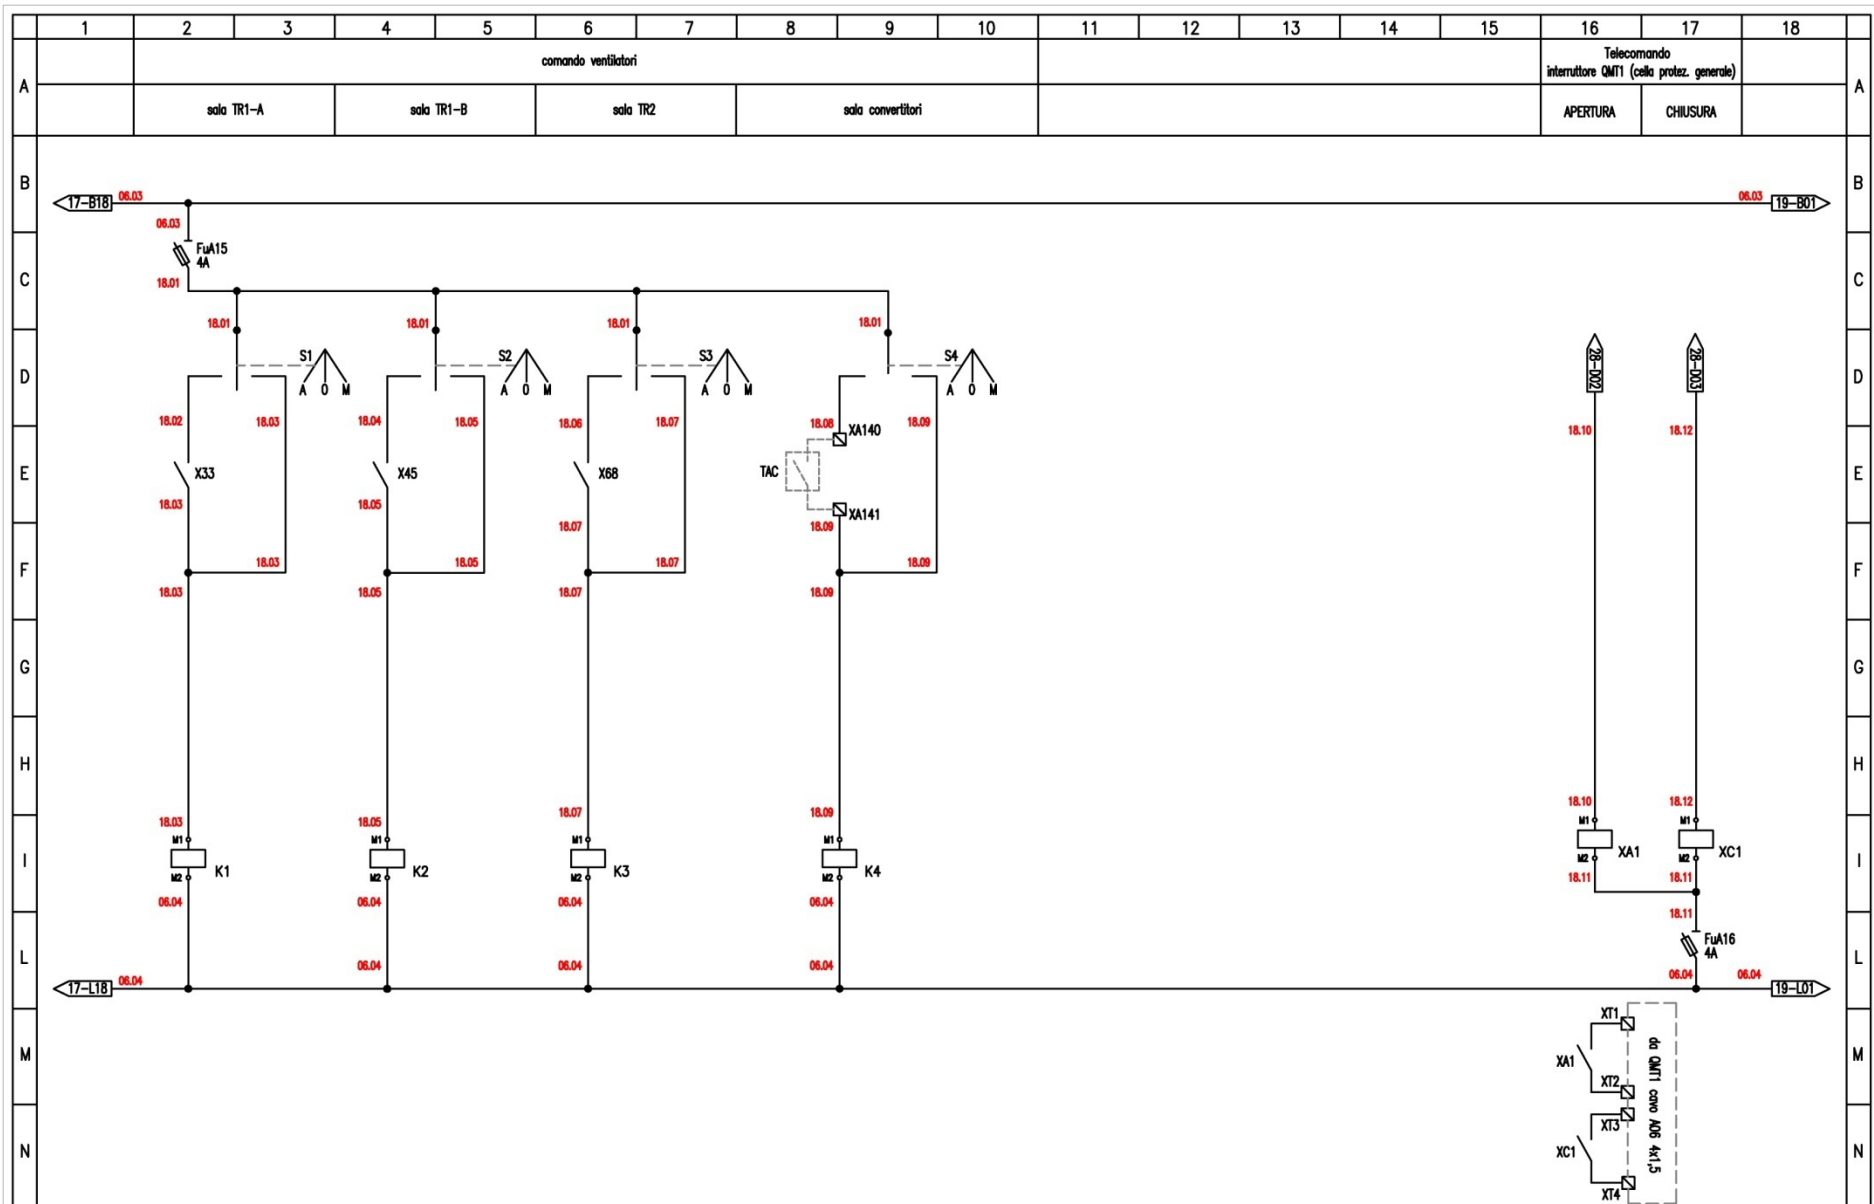 1 2 3 4 5 6 7 8 9 10 11 12 13 14 15 16 17 18
A
comando ventilatori
Telecomando
interruttore QMT1 (cella protez. generale)
A
sala TR1-A
sala TR1-B
sala TR2
sala convertitori
APERTURA
CHIUSURA
B
B
17-B18 06.03
06.03 19-B01
06.03
FuA15
4A
C
C
18.01
18.01
18.01
18.01
18.01
D
D
S1
A 0 M
S2
A 0 M
S3
A 0 M
S4
A 0 M
28-D02
28-D03
18.02 18.03
18.04 18.05
18.06 18.07
18.08 18.09
18.10
18.12
XA140
E
E
X33
X45
X68
TAC
18.03
18.05
18.07
XA141
18.09
F
F
18.03
18.05
18.07
18.09
18.03
18.05
18.07
18.09
G
G
H
H
18.03
18.05
18.07
18.09
18.10
18.12
I
I
M1
M2
K1
M1
M2
K2
M1
M2
K3
M1
M2
K4
M1
M2
XA1
M1
M2
XC1
06.04
06.04
06.04
06.04
18.11
18.11
18.11
FuA16
4A
L
L
06.04
06.04
06.04
06.04
06.04
17-L18
19-L01
06.04
M
M
XT1
XA1
XT2
N
N
XT3
XC1
XT4
da QMT1 cavo A06 4x1,5